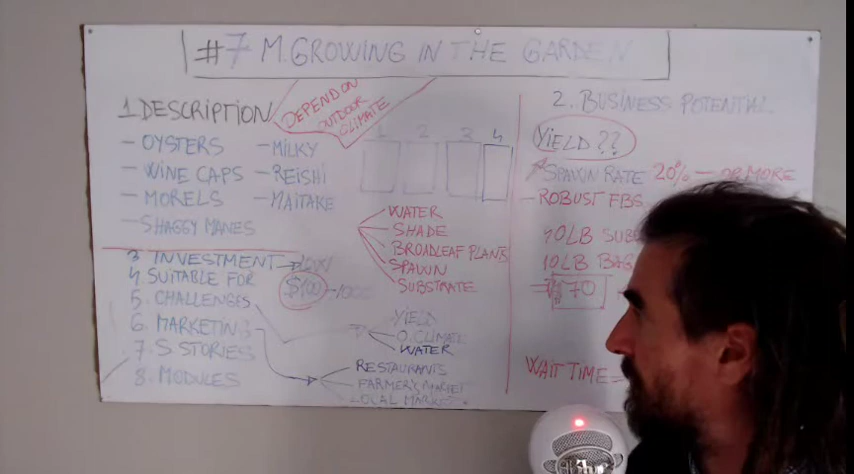 #7 M. GROWING IN THE GARDEN
1 DESCRIPTION
DEPEND ON
OUTDOOR
CLIMATE
- OYSTERS
- WINE CAPS
- MORELS
- SHAGGY MANES
- MILKY
- REISHI
- MAITAKE
1 2 3 4
WATER
SHADE
BROADLEAF PLANTS
SPAWN
SUBSTRATE
3 INVESTMENT
$100
4 SUITABLE FOR
5. CHALLENGES
6. MARKETING
7. S STORIES
8. MODULES
YIELD
O. CLIMATE
WATER
RESTAURANTS
FARMER'S MARKET
LOCAL MARKET
2. BUSINESS POTENTIAL
YIELD ??
SPAWN RATE 20% - OR MORE
- ROBUST FBS
10LB
10LB BAG
$70
WAIT TIME =
Blue